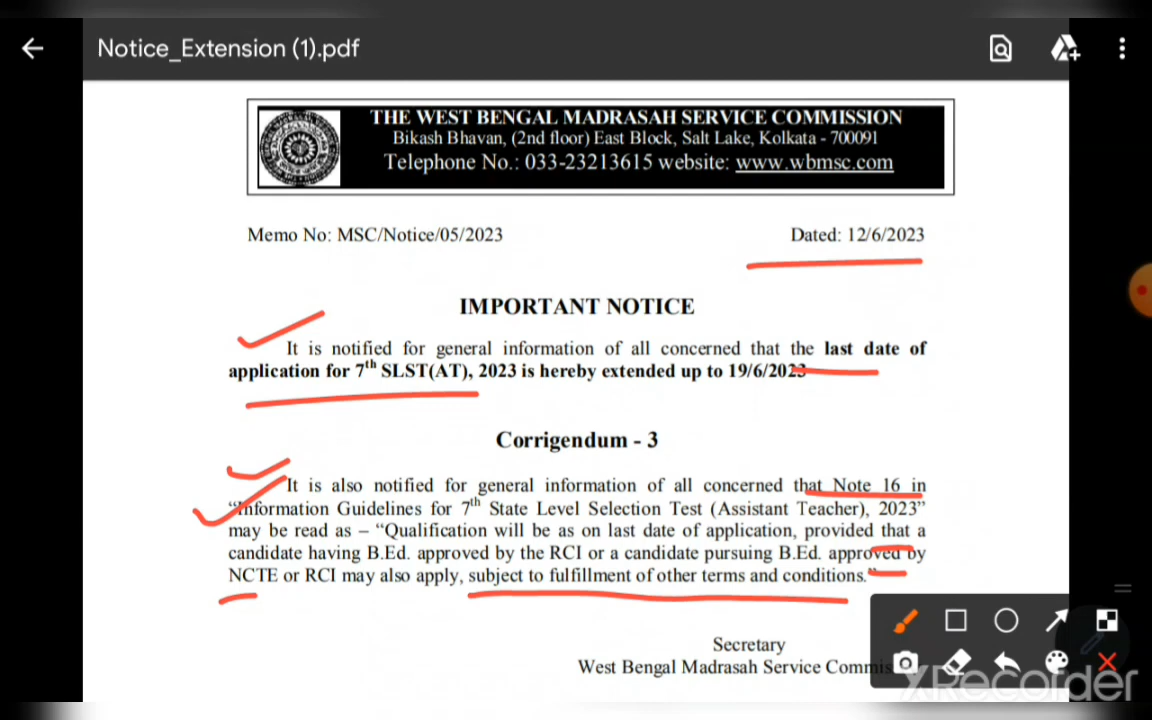 Notice_Extension (1).pdf
THE WEST BENGAL MADRASAH SERVICE COMMISSION
Bikash Bhavan, (2nd floor) East Block, Salt Lake, Kolkata - 700091
Telephone No.: 033-23213615 website: www.wbmsc.com
Memo No: MSC/Notice/05/2023
Dated: 12/6/2023
IMPORTANT NOTICE
It is notified for general information of all concerned that the last date of
application for 7th SLST(AT), 2023 is hereby extended up to 19/6/2023
Corrigendum - 3
It is also notified for general information of all concerned that Note 16 in
“Information Guidelines for 7th State Level Selection Test (Assistant Teacher), 2023”
may be read as – “Qualification will be as on last date of application, provided that a
candidate having B.Ed. approved by the RCI or a candidate pursuing B.Ed. approved by
NCTE or RCI may also apply, subject to fulfillment of other terms and conditions.”
Secretary
West Bengal Madrasah Service Commis
XRecorder